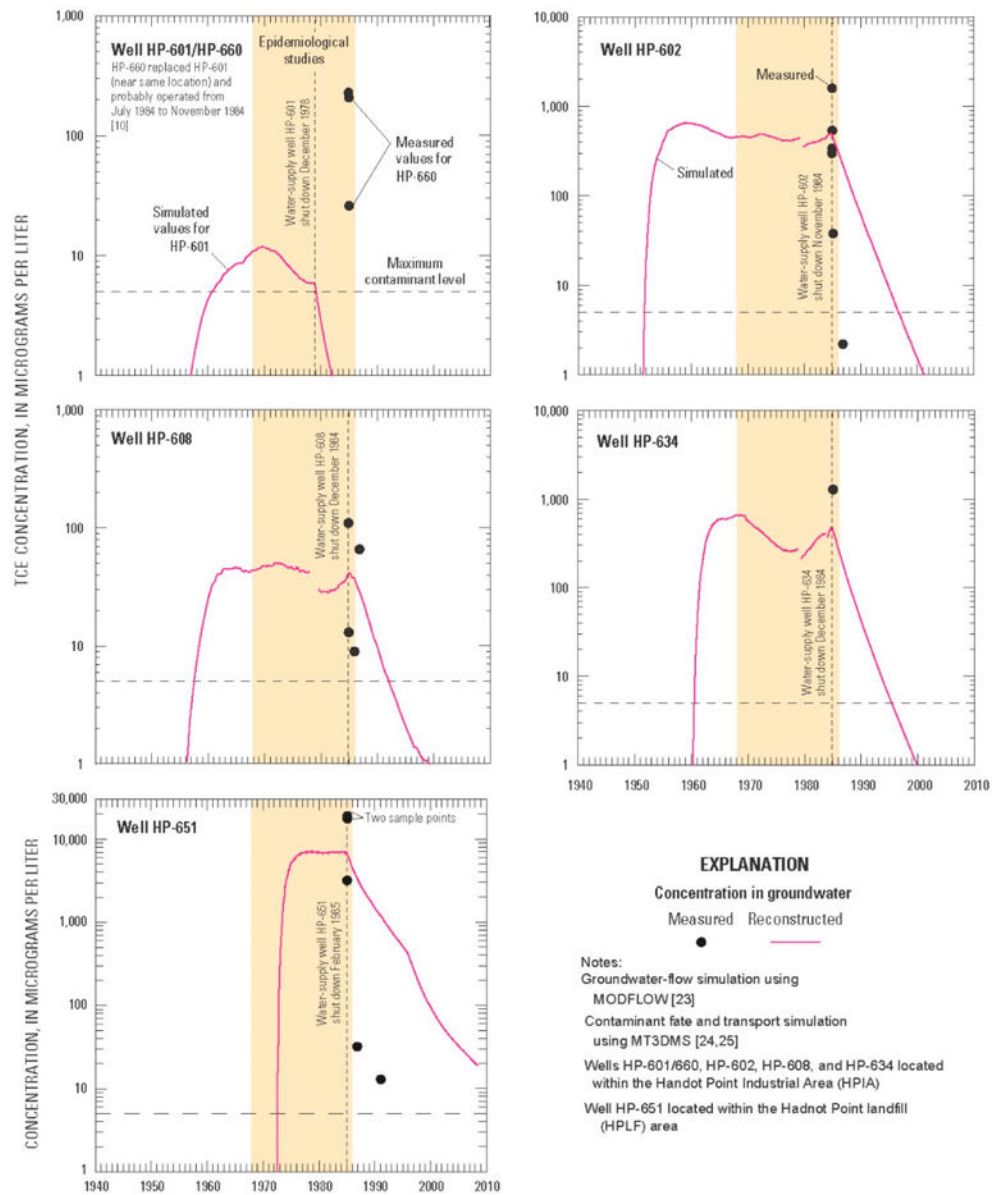 TCE CONCENTRATION, IN MICROGRAMS PER LITER
1,000
100
10
1
Well HP-601/HP-660
HP-660 replaced HP-601
(near same location) and
probably operated from
July 1984 to November 1984
[10]
Epidemiological
studies
Water-supply well HP-601
shut down December 1978
Measured
values for
HP-660
Simulated
values for
HP-601
Maximum
contaminant level
10,000
1,000
100
10
1
Well HP-602
Measured
Simulated
Water-supply well HP-602
shut down November 1984
1,000
100
10
1
Well HP-608
Water-supply well HP-608
shut down December 1984
10,000
1,000
100
10
1
Well HP-634
Water-supply well HP-634
shut down December 1984
1940 1950 1960 1970 1980 1990 2000 2010
CONCENTRATION, IN MICROGRAMS PER LITER
30,000
10,000
1,000
100
10
1
Well HP-651
Two sample points
Water-supply well HP-651
shut down February 1985
1940 1950 1960 1970 1980 1990 2000 2010
EXPLANATION
Concentration in groundwater
Measured Reconstructed
Notes:
Groundwater-flow simulation using
MODFLOW [23]
Contaminant fate and transport simulation
using MT3DMS [24,25]
Wells HP-601/660, HP-602, HP-608, and HP-634 located
within the Handot Point Industrial Area (HPIA)
Well HP-651 located within the Hadnot Point landfill
(HPLF) area